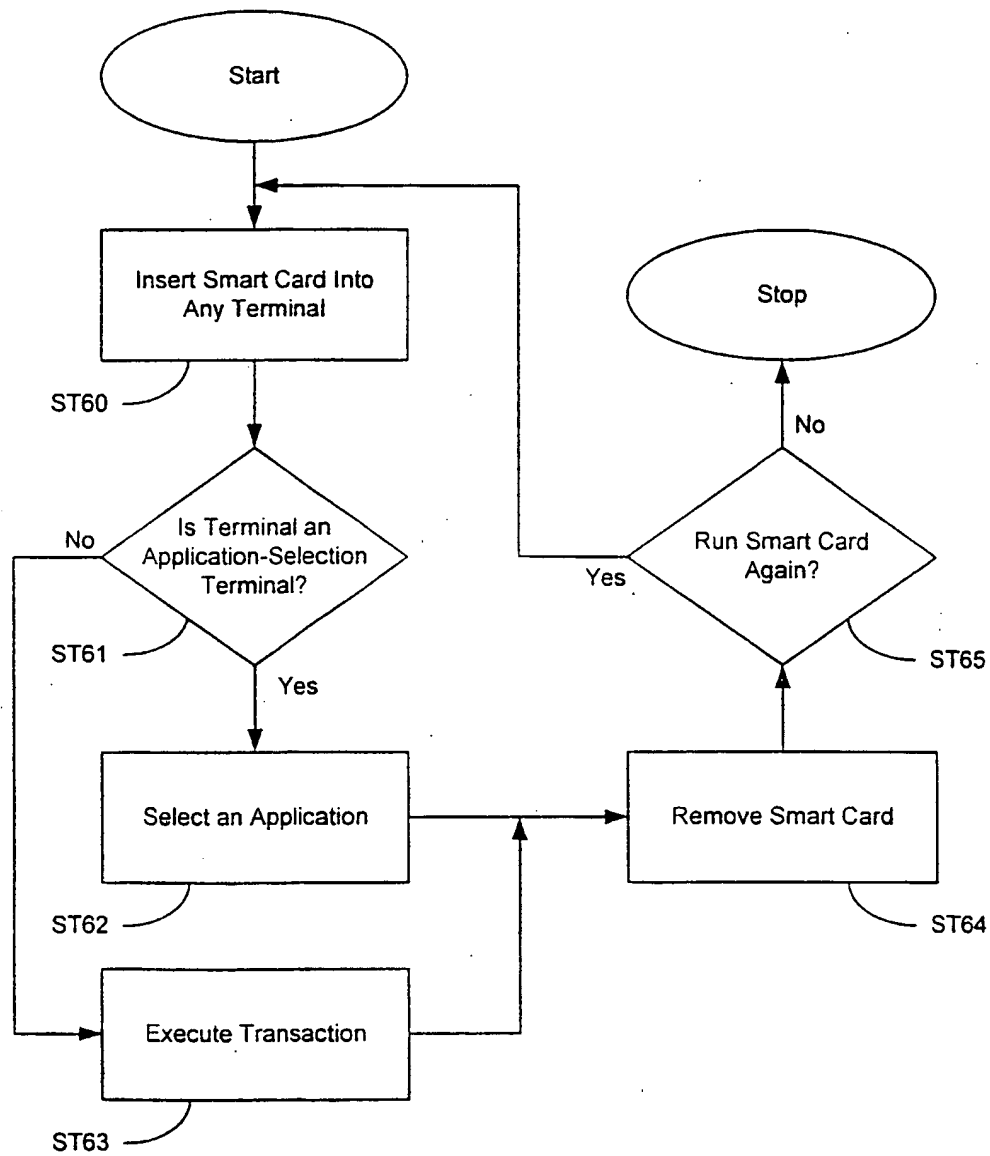 Start
Insert Smart Card Into
Any Terminal
ST60
Is Terminal an
Application-Selection
Terminal?
No
ST61
Yes
Select an Application
ST62
Execute Transaction
ST63
Remove Smart Card
ST64
Run Smart Card
Again?
Yes
ST65
No
Stop